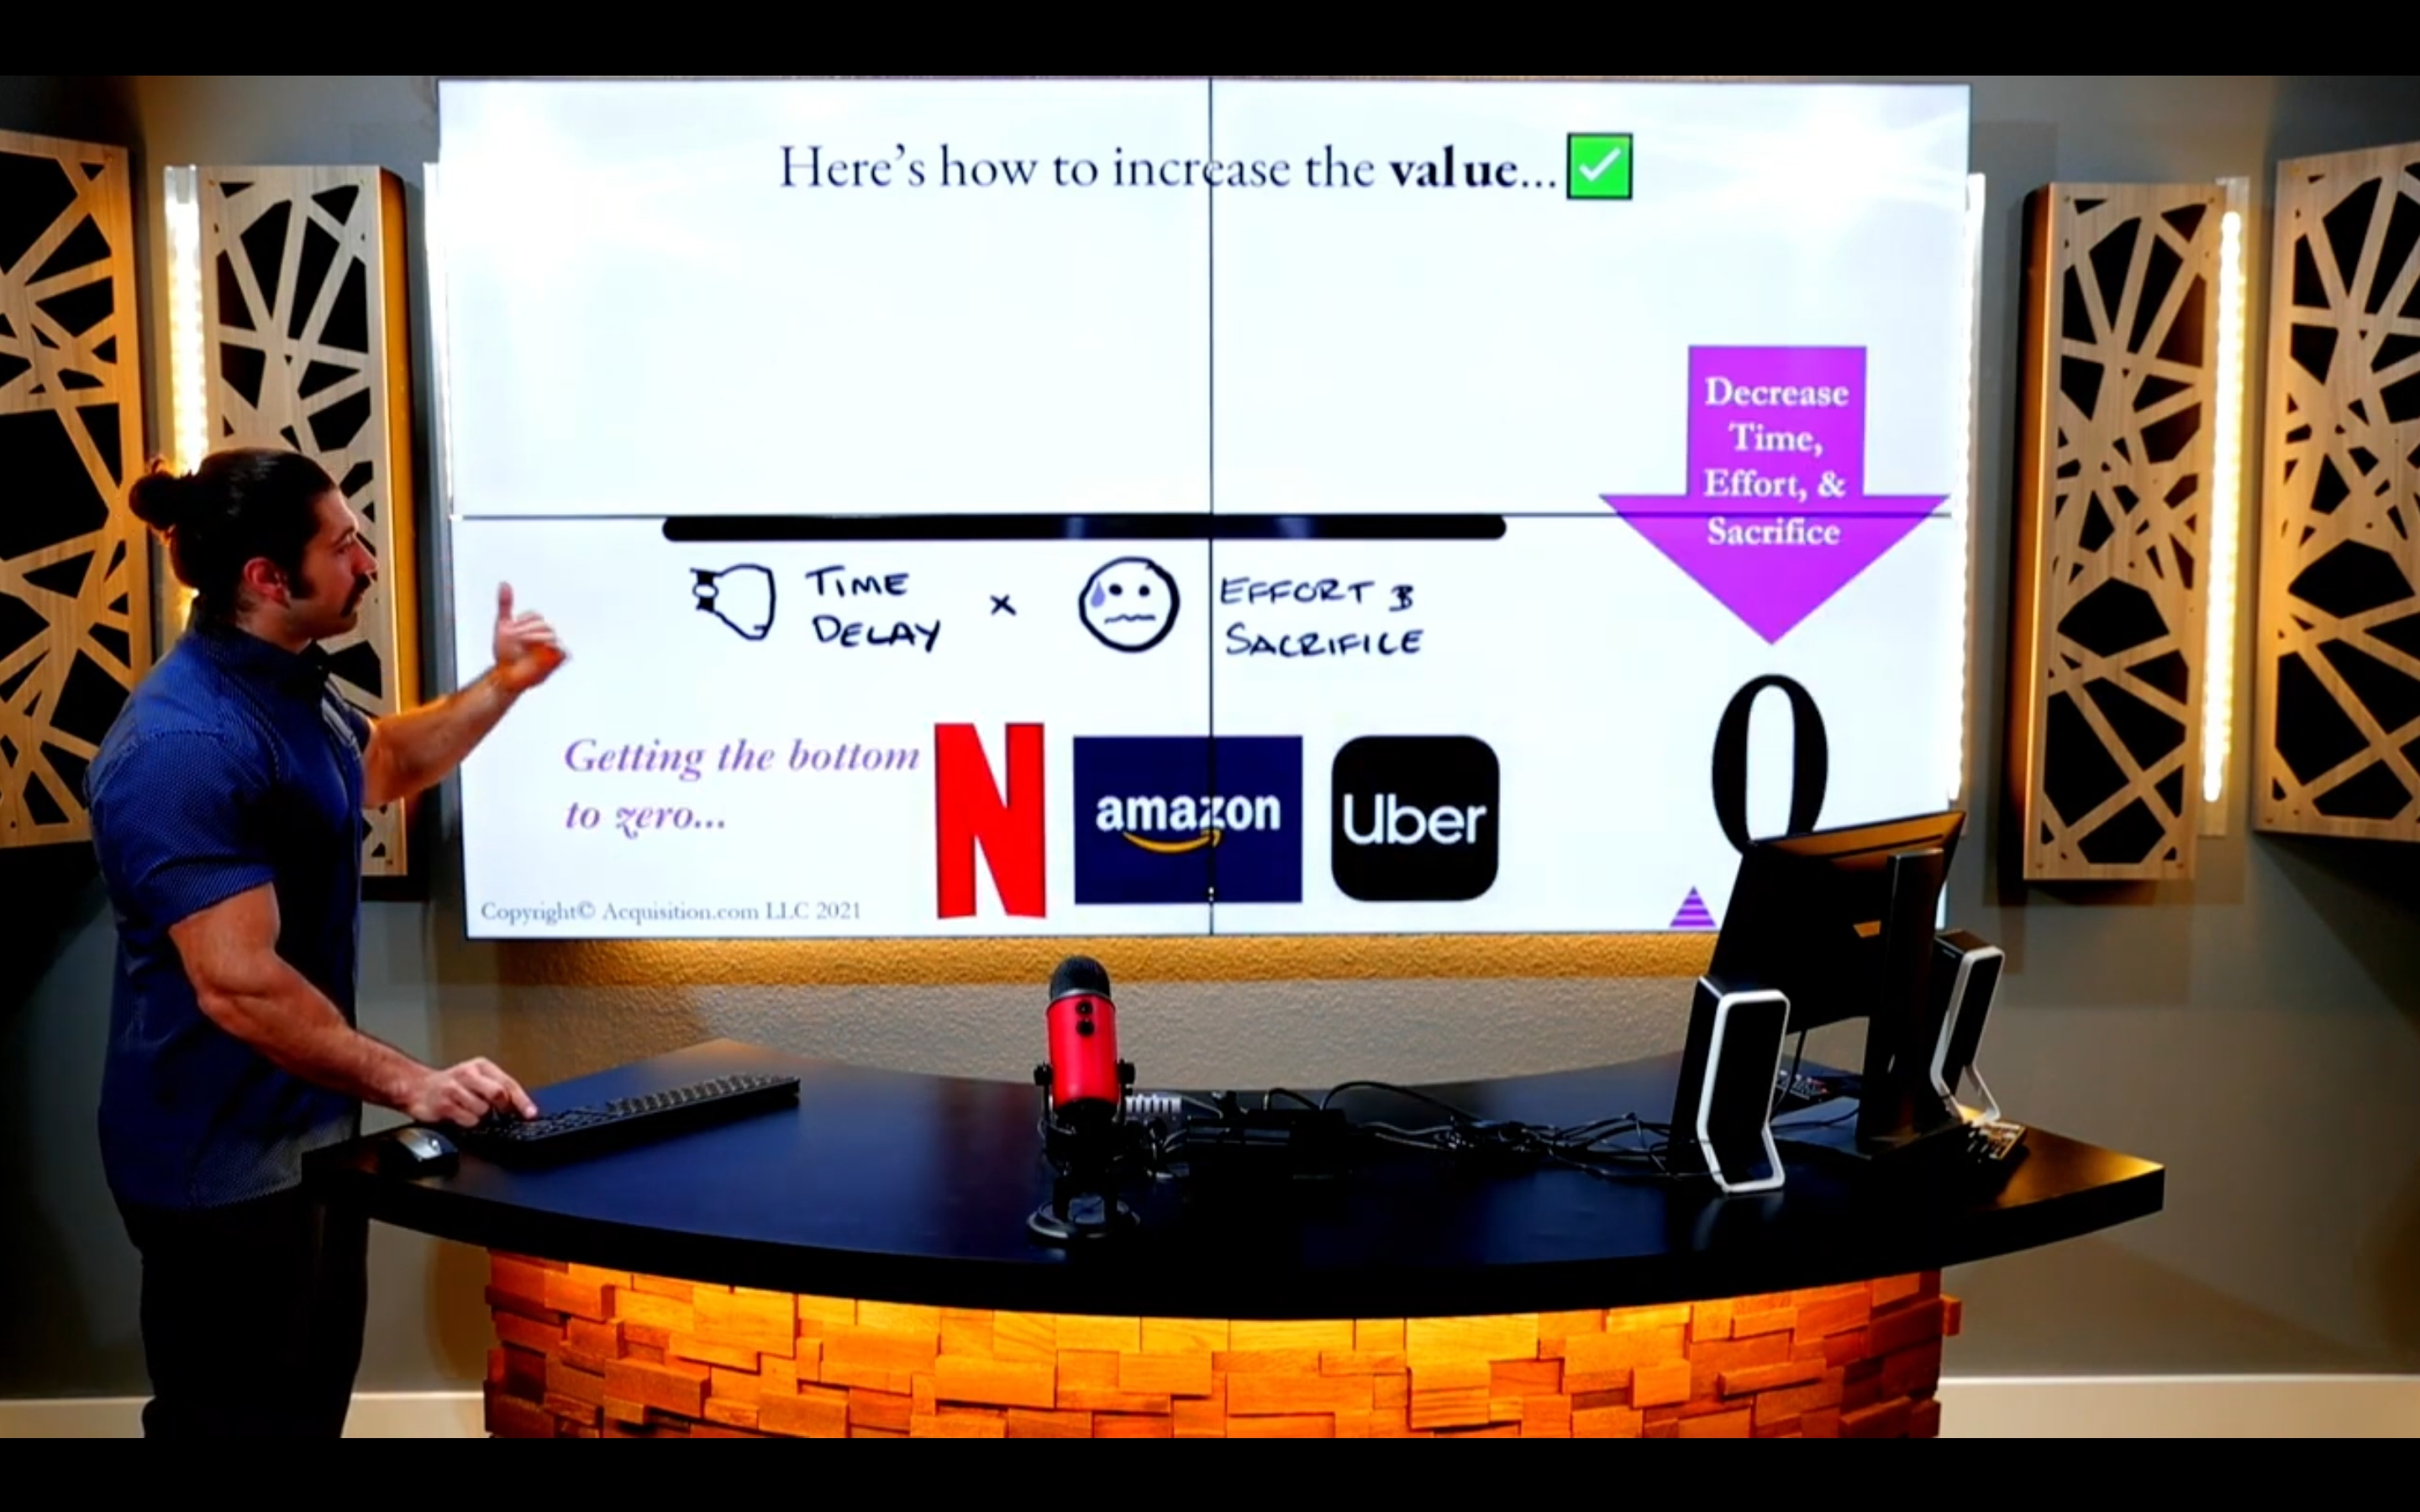 Here's how to increase the value...
Decrease
Time,
Effort, &
Sacrifice
TIME
DELAY
x
EFFORT &
SACRIFICE
0
Getting the bottom
to zero...
N
amazon
Uber
Copyright© Acquisition.com LLC 2021